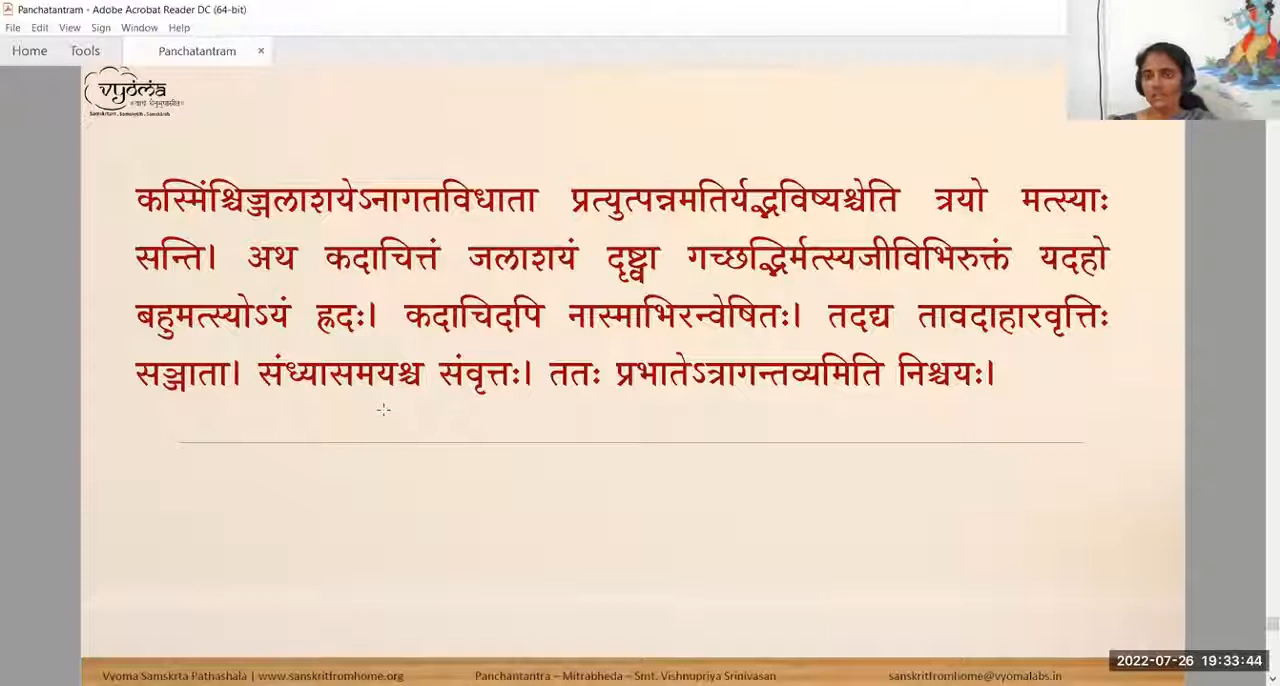 Panchatantram - Adobe Acrobat Reader DC (64-bit)
File Edit View Sign Window Help
Home Tools Panchatantram ×
vyoma
Samskrtam. Samungth. Samskarah
कस्मिंश्चिज्जलाशयेऽनागतविधाता प्रत्युत्पन्नमतिर्यद्भविष्यश्चेति त्रयो मत्स्याः
सन्ति। अथ कदाचित्तं जलाशयं दृष्ट्वा गच्छद्भिर्मत्स्यजीविभिरुक्तं यदहो
बहुमत्स्योऽयं ह्रदः। कदाचिदपि नास्माभिरन्वेषितः। तदद्य तावदाहारवृत्तिः
सञ्जाता। संध्यासमयश्च संवृत्तः। ततः प्रभातेऽत्रागन्तव्यमिति निश्चयः।
Vyoma Samskrta Pathashala | www.sanskritfromhome.org Panchantantra – Mitrabheda – Smt. Vishnupriya Srinivasan sanskritfromhome@vyomalabs.in
2022-07-26 19:33:44